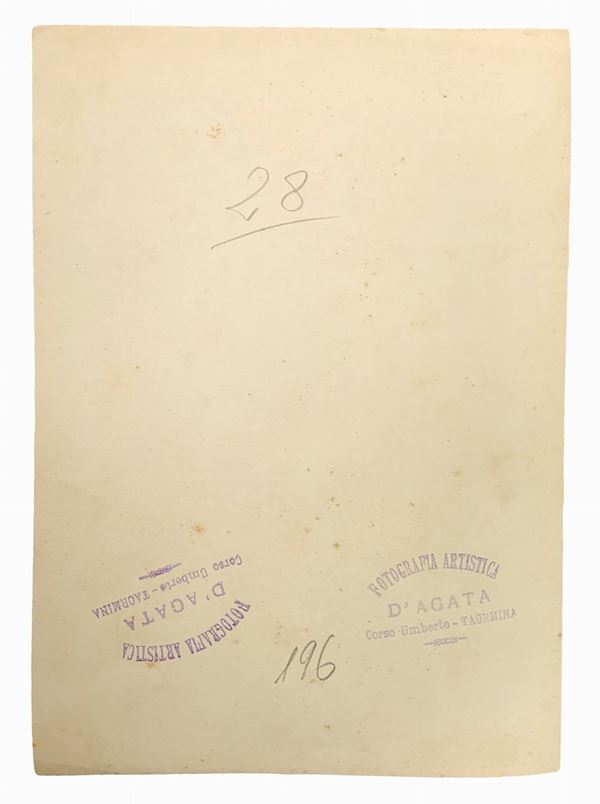 28
FOTOGRAFIA ARTISTICA
D'AGATA
Corso Umberto - TAORMINA
FOTOGRAFIA ARTISTICA
D'AGATA
Corso Umberto - TAORMINA
196